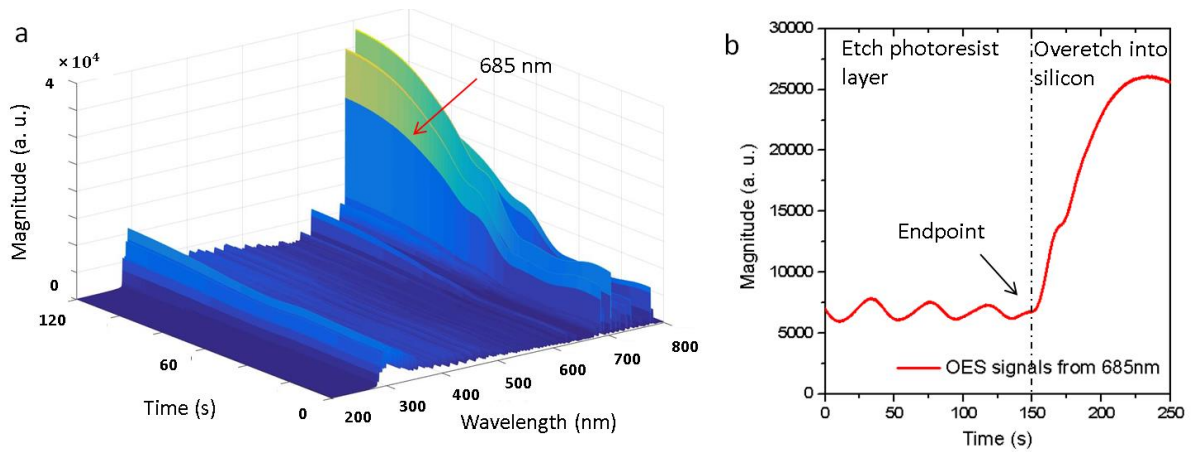 a
× 10⁴
4
0
Magnitude (a. u.)
685 nm
120
60
0
Time (s)
200
300
400
500
600
700
800
Wavelength (nm)
b
30000
25000
20000
15000
10000
5000
0
Magnitude (a. u.)
Etch photoresist
layer
Overetch into
silicon
Endpoint
OES signals from 685nm
0
50
100
150
200
250
Time (s)